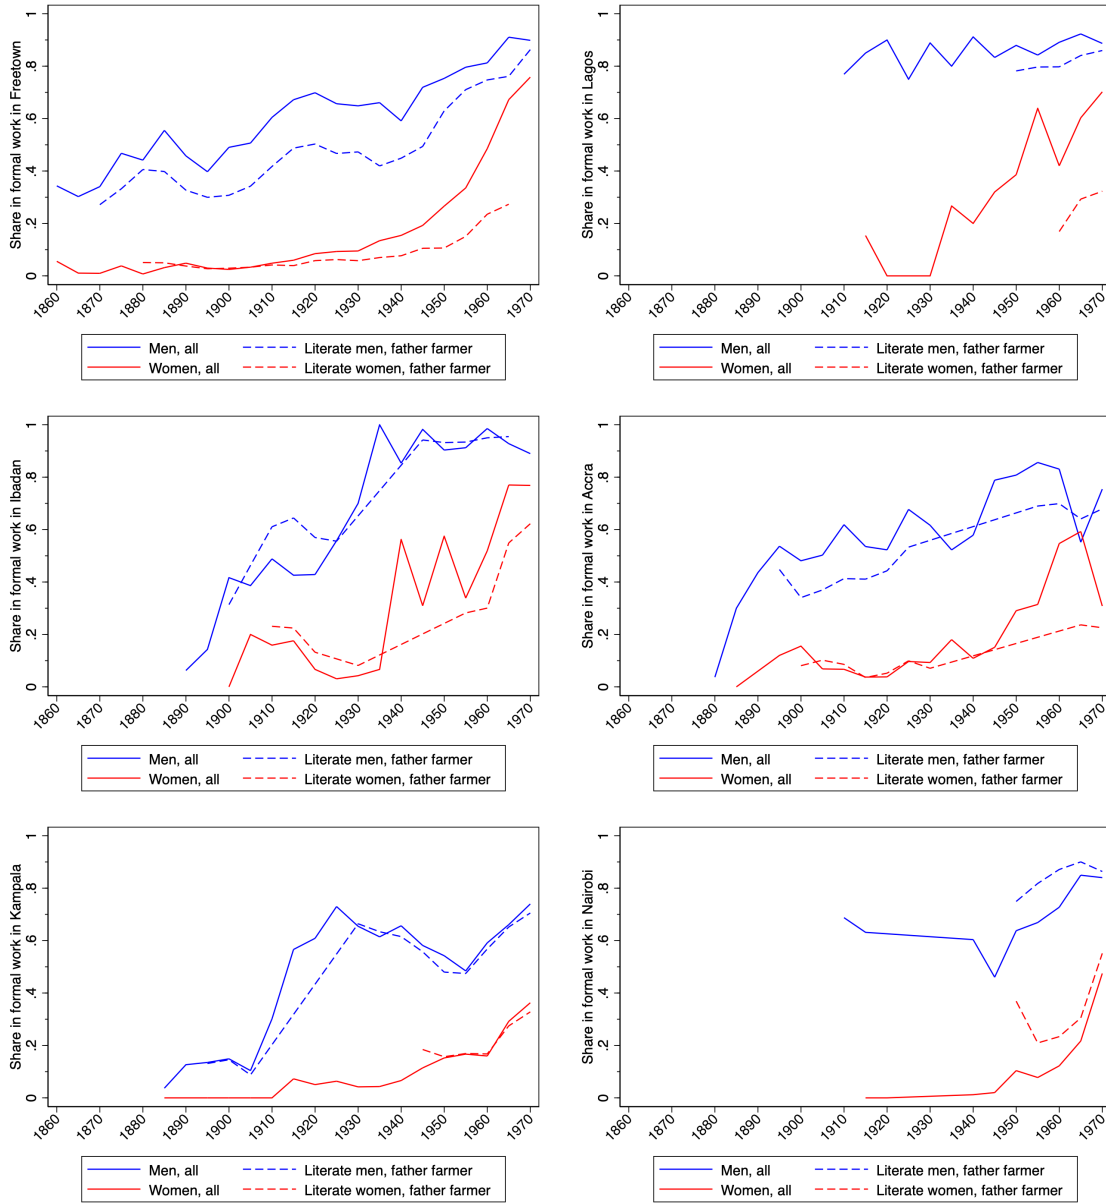 Share in formal work in Freetown
1
.8
.6
.4
.2
0
1860 1870 1880 1890 1900 1910 1920 1930 1940 1950 1960 1970
Men, all Literate men, father farmer
Women, all Literate women, father farmer
Share in formal work in Lagos
1
.8
.6
.4
.2
0
1860 1870 1880 1890 1900 1910 1920 1930 1940 1950 1960 1970
Men, all Literate men, father farmer
Women, all Literate women, father farmer
Share in formal work in Ibadan
1
.8
.6
.4
.2
0
1860 1870 1880 1890 1900 1910 1920 1930 1940 1950 1960 1970
Men, all Literate men, father farmer
Women, all Literate women, father farmer
Share in formal work in Accra
1
.8
.6
.4
.2
0
1860 1870 1880 1890 1900 1910 1920 1930 1940 1950 1960 1970
Men, all Literate men, father farmer
Women, all Literate women, father farmer
Share in formal work in Kampala
1
.8
.6
.4
.2
0
1860 1870 1880 1890 1900 1910 1920 1930 1940 1950 1960 1970
Men, all Literate men, father farmer
Women, all Literate women, father farmer
Share in formal work in Nairobi
1
.8
.6
.4
.2
0
1860 1870 1880 1890 1900 1910 1920 1930 1940 1950 1960 1970
Men, all Literate men, father farmer
Women, all Literate women, father farmer